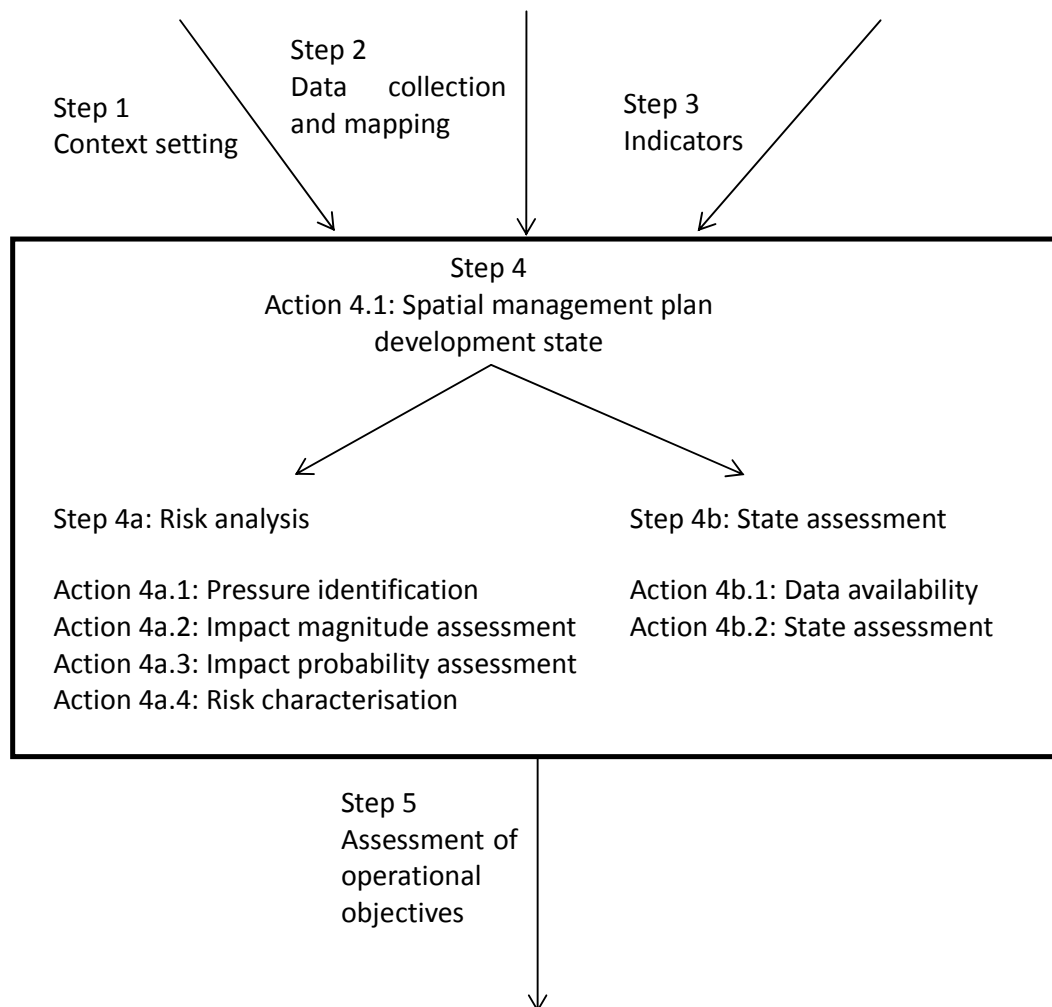 Step 1
Context setting
Step 2
Data collection
and mapping
Step 3
Indicators
Step 4
Action 4.1: Spatial management plan
development state
Step 4a: Risk analysis
Action 4a.1: Pressure identification
Action 4a.2: Impact magnitude assessment
Action 4a.3: Impact probability assessment
Action 4a.4: Risk characterisation
Step 4b: State assessment
Action 4b.1: Data availability
Action 4b.2: State assessment
Step 5
Assessment of
operational
objectives